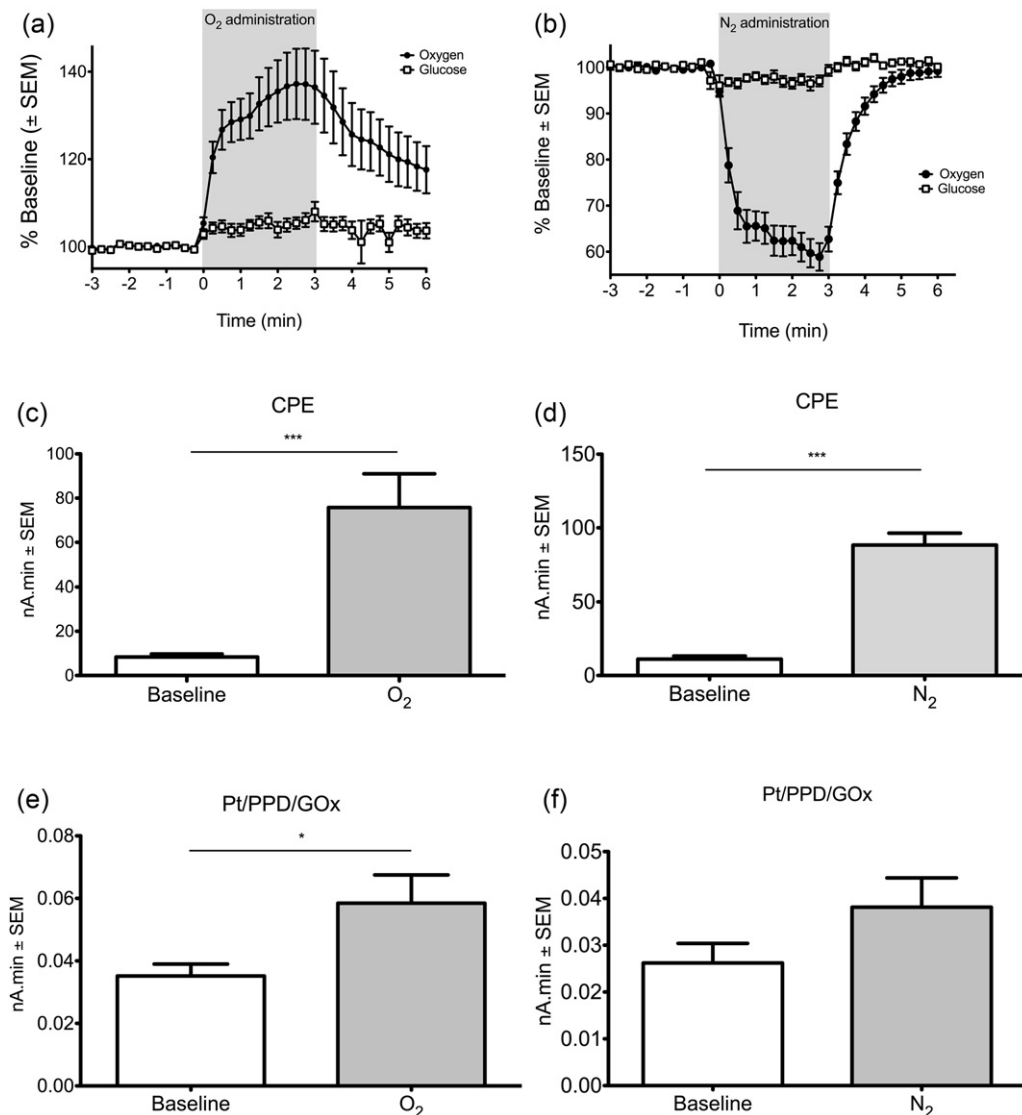 (a)
O₂ administration
% Baseline (± SEM)
140
120
100
Oxygen
Glucose
-3 -2 -1 0 1 2 3 4 5 6
Time (min)
(b)
N₂ administration
% Baseline ± SEM
100
90
80
70
60
Oxygen
Glucose
-3 -2 -1 0 1 2 3 4 5 6
Time (min)
(c)
CPE
***
nA.min ± SEM
100
80
60
40
20
0
Baseline O₂
(d)
CPE
***
nA.min ± SEM
150
100
50
0
Baseline N₂
(e)
Pt/PPD/GOx
*
nA.min ± SEM
0.08
0.06
0.04
0.02
0.00
Baseline O₂
(f)
Pt/PPD/GOx
nA.min ± SEM
0.05
0.04
0.03
0.02
0.01
0.00
Baseline N₂